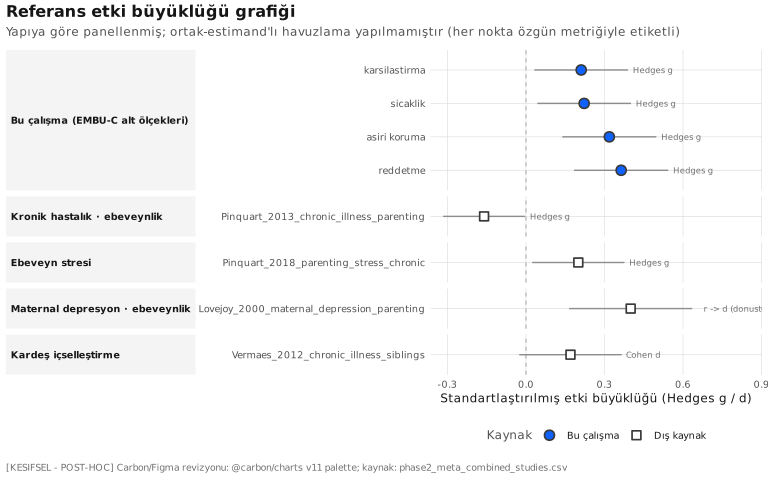 Referans etki büyüklüğü grafiği
Yapıya göre panellenmiş; ortak-estimand'lı havuzlama yapılmamıştır (her nokta özgün metriğiyle etiketli)
Bu çalışma (EMBU-C alt ölçekleri)
karsilastirma
Hedges g
sicaklik
Hedges g
asiri koruma
Hedges g
reddetme
Hedges g
Kronik hastalık · ebeveynlik
Pinquart_2013_chronic_illness_parenting
Hedges g
Ebeveyn stresi
Pinquart_2018_parenting_stress_chronic
Hedges g
Maternal depresyon · ebeveynlik
Lovejoy_2000_maternal_depression_parenting
r -> d (donust
Kardeş içselleştirme
Vermaes_2012_chronic_illness_siblings
Cohen d
-0.3 0.0 0.3 0.6 0.9
Standartlaştırılmış etki büyüklüğü (Hedges g / d)
Kaynak Bu çalışma Dış kaynak
[KESIFSEL - POST-HOC] Carbon/Figma revizyonu: @carbon/charts v11 palette; kaynak: phase2_meta_combined_studies.csv